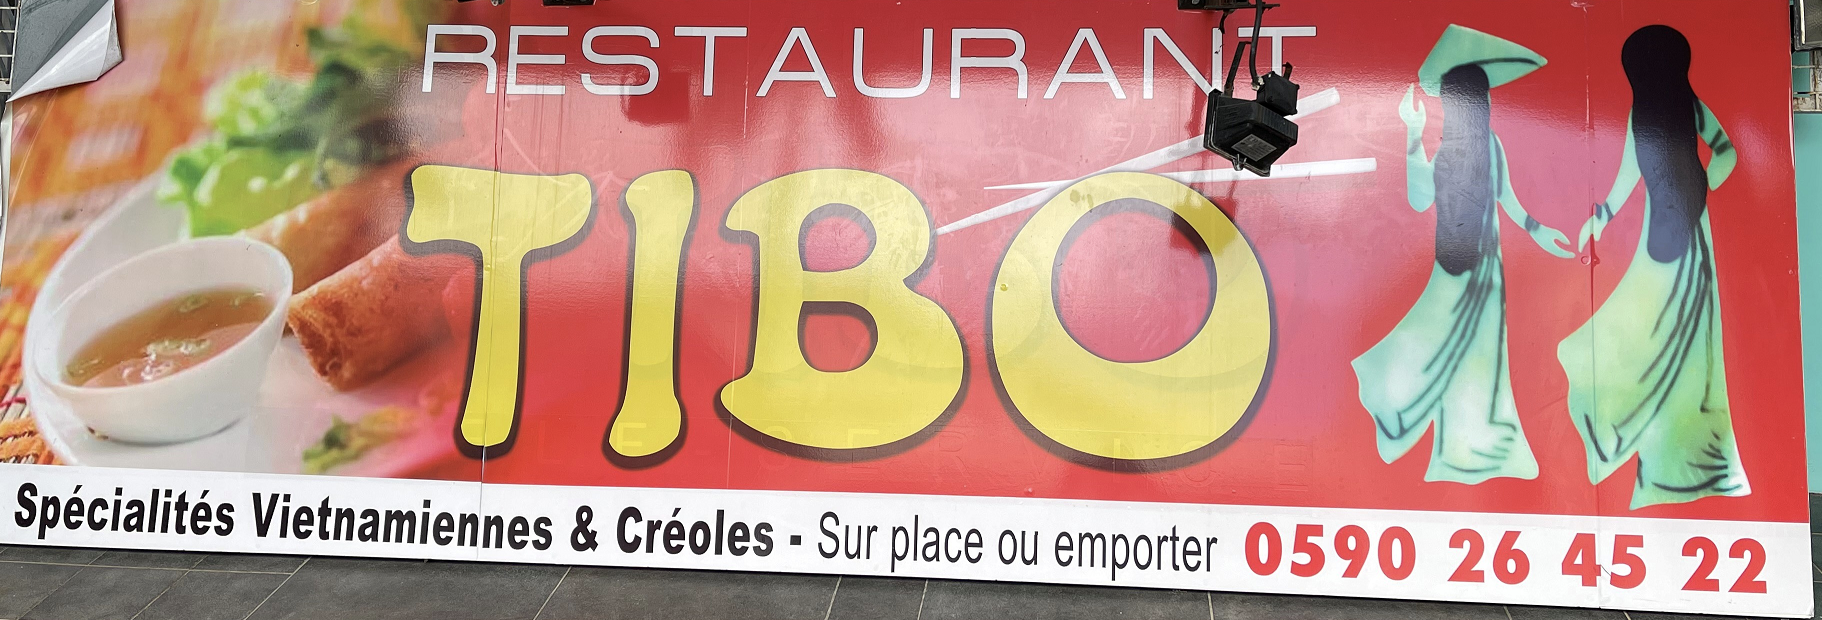 RESTAURANT
TIBO
Spécialités Vietnamiennes & Créoles - Sur place ou emporter 0590 26 45 22